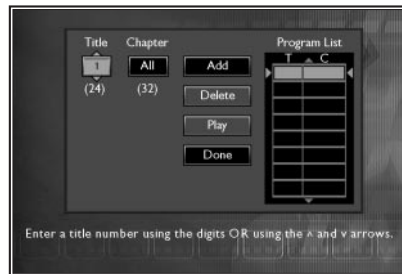 Title Chapter Program List
T C
1 All Add
(24) (32) Delete
Play
Done
Enter a title number using the digits OR using the ʌ and v arrows.